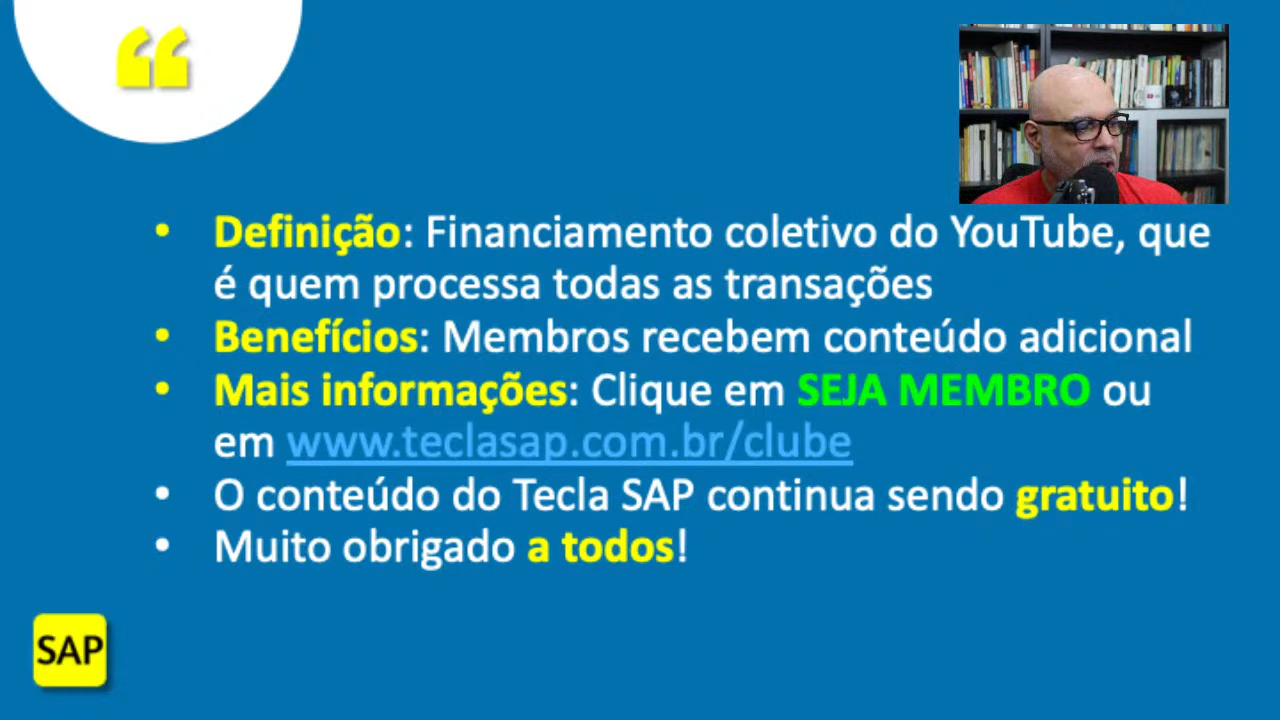 “
• Definição: Financiamento coletivo do YouTube, que
é quem processa todas as transações
• Benefícios: Membros recebem conteúdo adicional
• Mais informações: Clique em SEJA MEMBRO ou
em www.teclasap.com.br/clube
• O conteúdo do Tecla SAP continua sendo gratuito!
• Muito obrigado a todos!
SAP